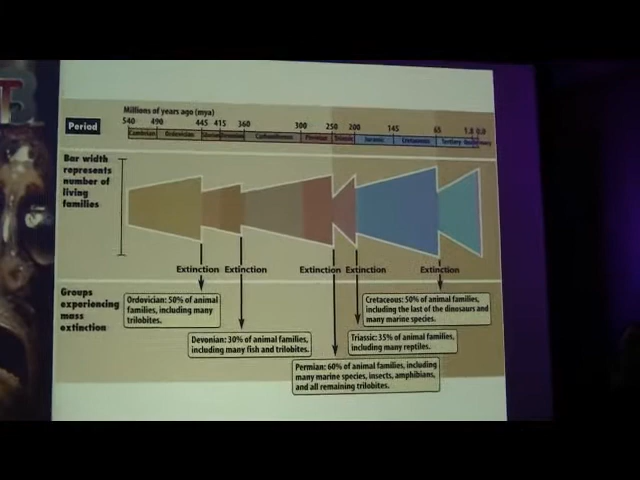 Millions of years ago (mya)
540 490 445 415 360 300 250 200 145 65 1.8
Period
Cambrian Ordovician Carboniferous Permian Triassic Jurassic Cretaceous Tertiary
Bar width
represents
number of
living
families
Extinction Extinction Extinction Extinction Extinction
Groups
experiencing
mass
extinction
Ordovician: 50% of animal
families, including many
trilobites.
Cretaceous: 50% of animal families,
including the last of the dinosaurs and
many marine species.
Devonian: 30% of animal families,
including many fish and trilobites.
Triassic: 35% of animal families,
including many reptiles.
Permian: 60% of animal families, including
many marine species, insects, amphibians,
and all remaining trilobites.